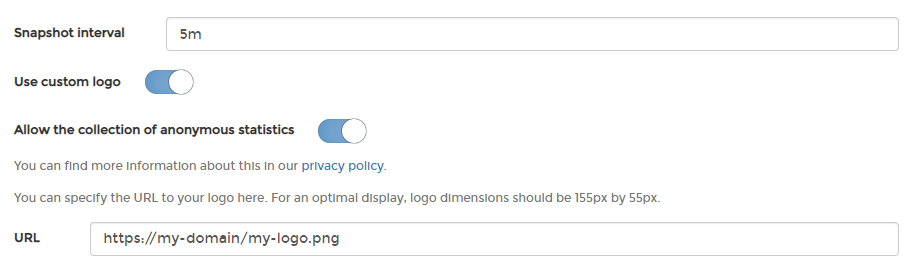 Snapshot interval 5m
Use custom logo
Allow the collection of anonymous statistics
You can find more information about this in our privacy policy.
You can specify the URL to your logo here. For an optimal display, logo dimensions should be 155px by 55px.
URL https://my-domain/my-logo.png